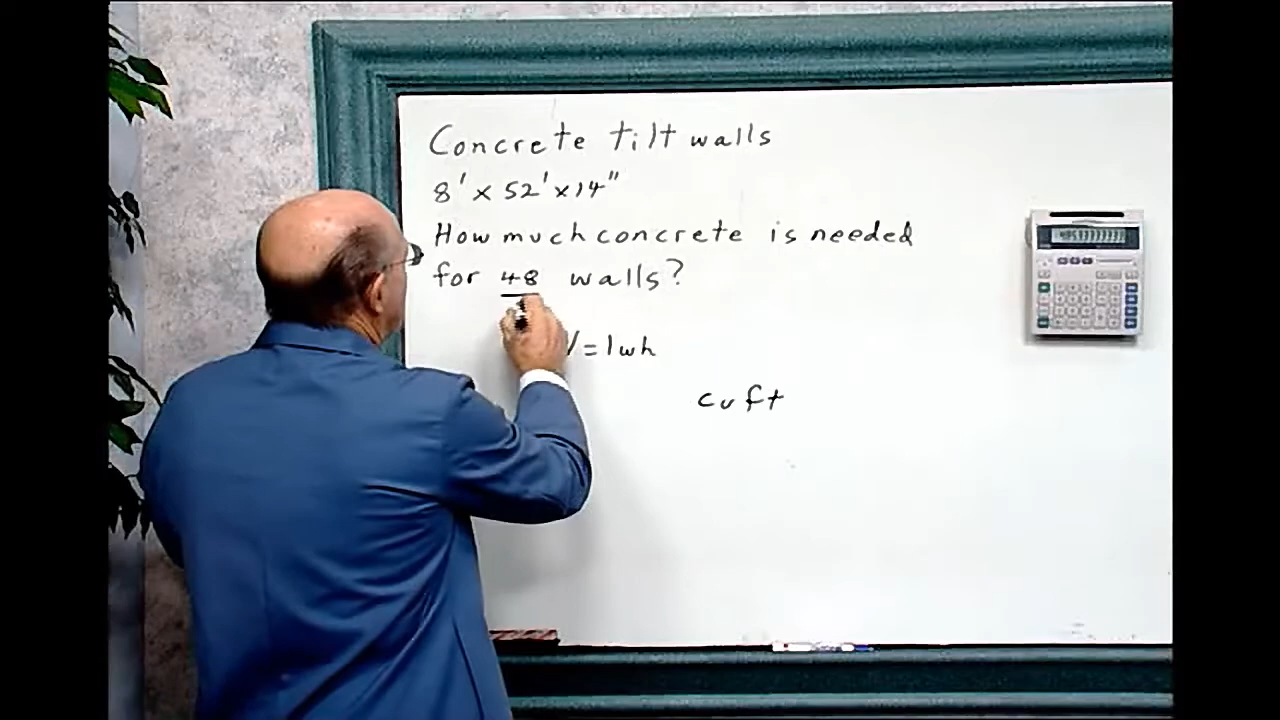 Concrete tilt walls
8' x 52' x 14"
How much concrete is needed
for 48 walls?
V = lwh
cu ft